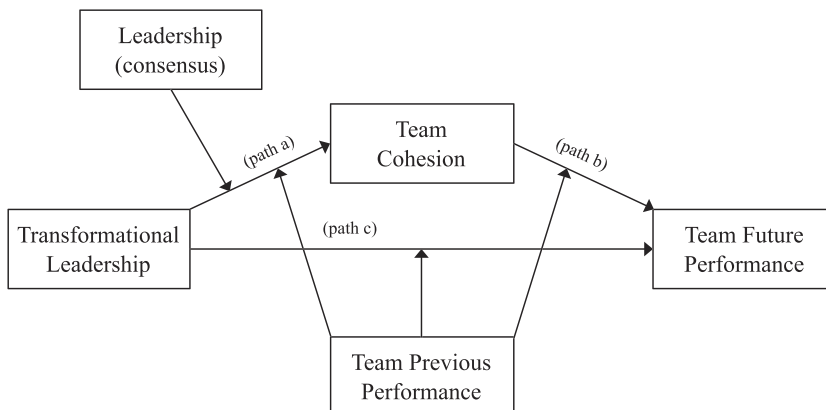 Leadership
(consensus)
(path a)
Team
Cohesion
(path b)
Transformational
Leadership
(path c)
Team Future
Performance
Team Previous
Performance